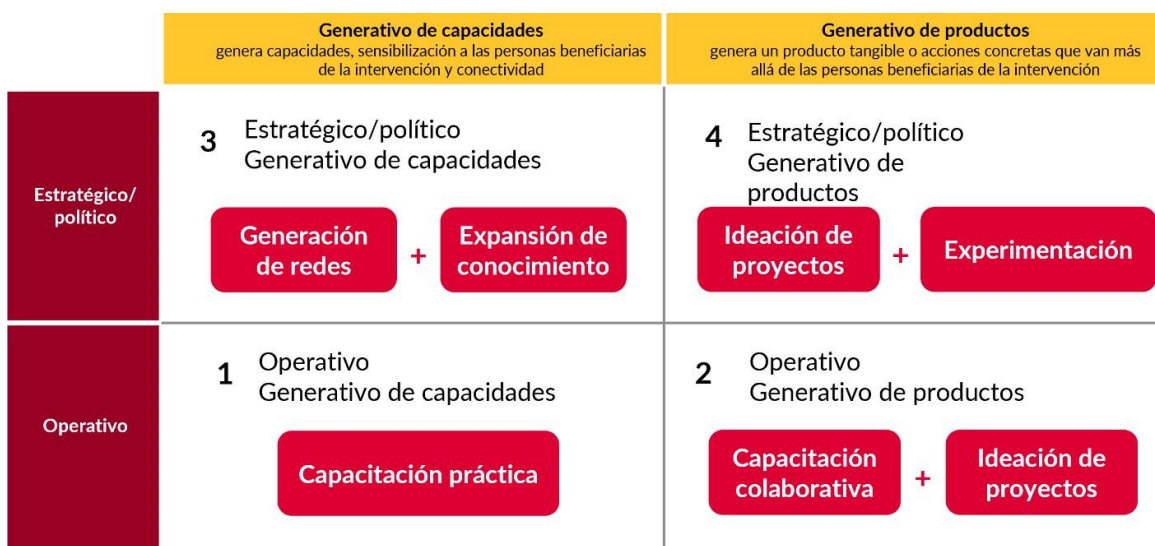 Generativo de capacidades
genera capacidades, sensibilización a las personas beneficiarias
de la intervención y conectividad
Generativo de productos
genera un producto tangible o acciones concretas que van más
allá de las personas beneficiarias de la intervención
Estratégico/
político
3
Estratégico/político
Generativo de capacidades
Generación
de redes
+
Expansión de
conocimiento
4
Estratégico/político
Generativo de
productos
Ideación de
proyectos
+
Experimentación
Operativo
1
Operativo
Generativo de capacidades
Capacitación práctica
2
Operativo
Generativo de productos
Capacitación
colaborativa
+
Ideación de
proyectos